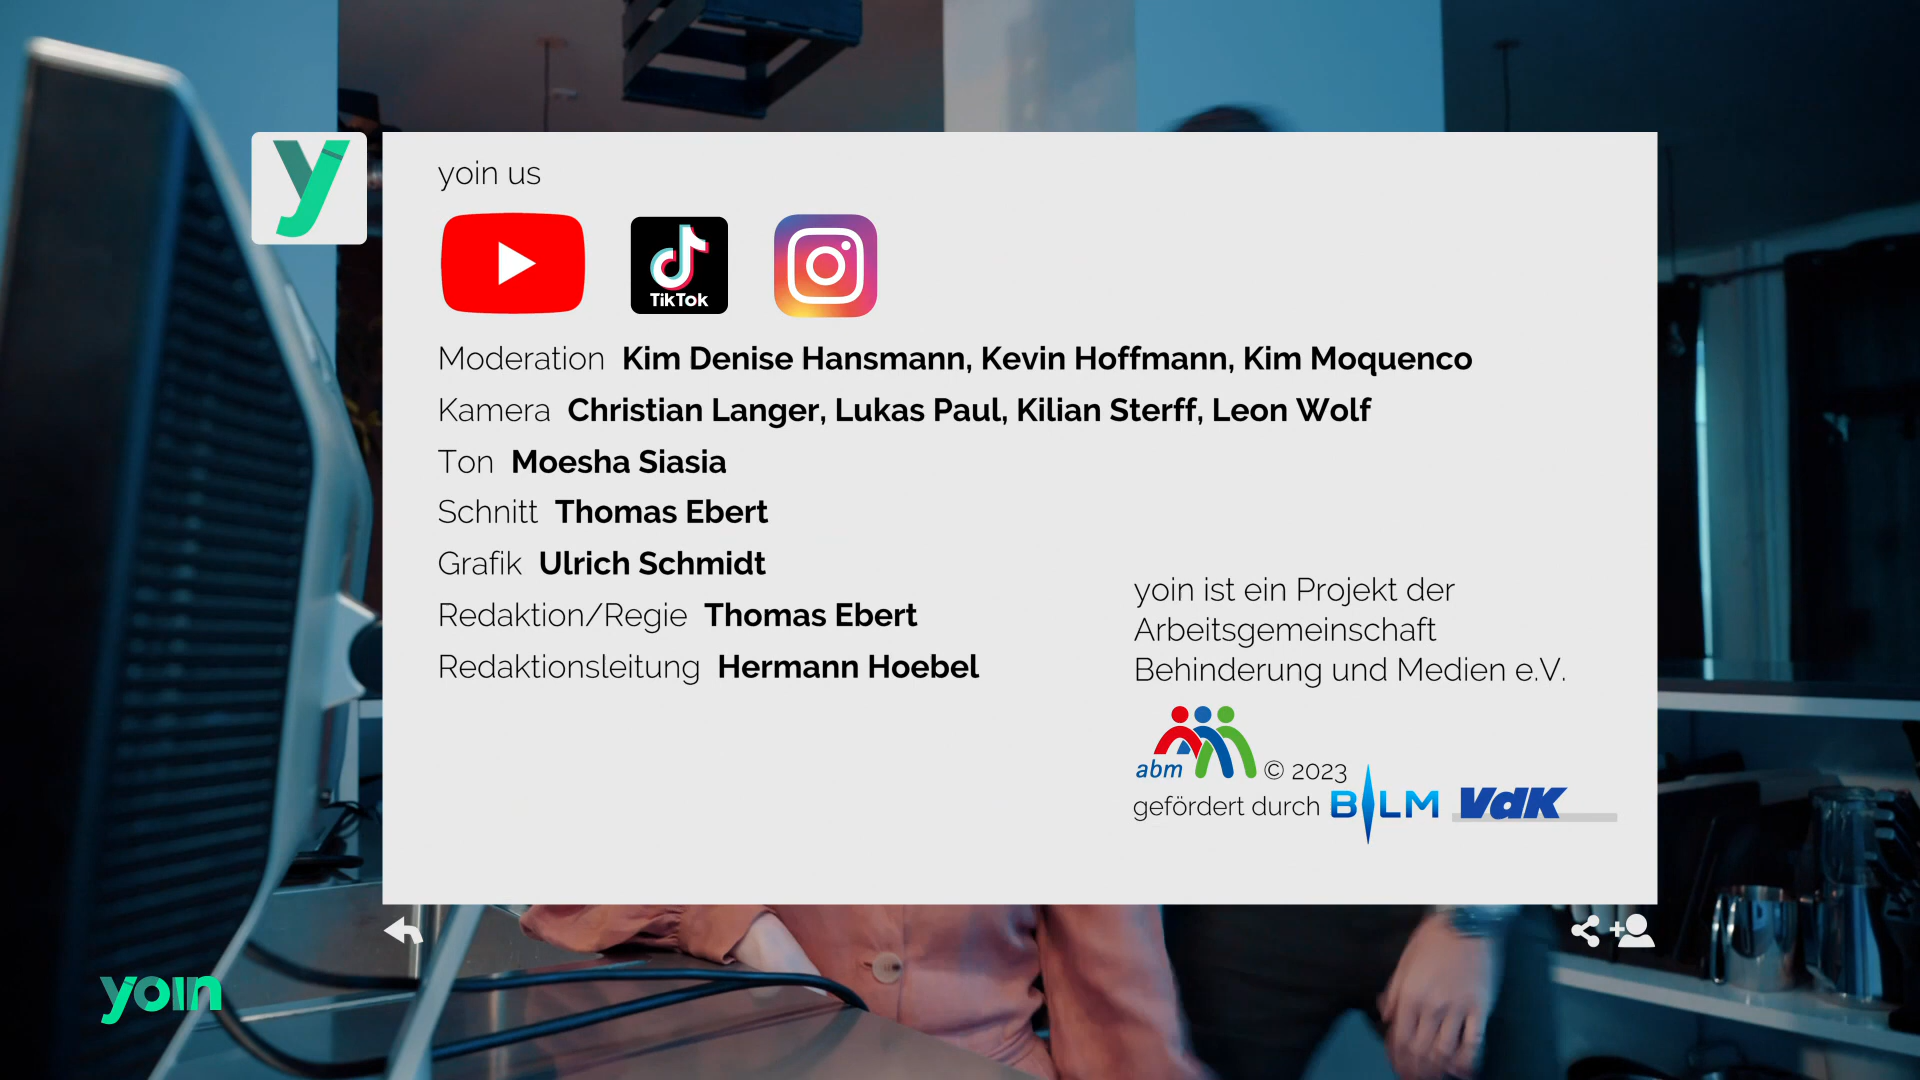 y
yoin us
TikTok
Moderation Kim Denise Hansmann, Kevin Hoffmann, Kim Moquenco
Kamera Christian Langer, Lukas Paul, Kilian Sterff, Leon Wolf
Ton Moesha Siasia
Schnitt Thomas Ebert
Grafik Ulrich Schmidt
Redaktion/Regie Thomas Ebert
Redaktionsleitung Hermann Hoebel
yoin ist ein Projekt der
Arbeitsgemeinschaft
Behinderung und Medien e.V.
abm © 2023
gefördert durch BLM VdK
yoin